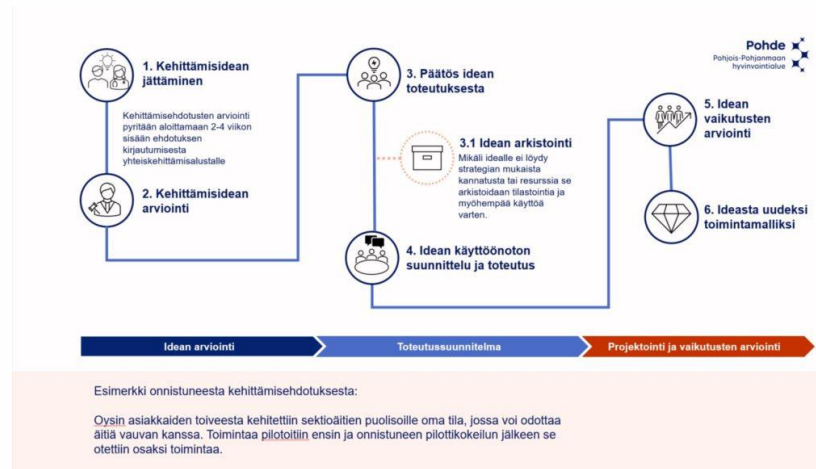 Pohde
Pohjois-Pohjanmaan
hyvinvointialue
1. Kehittämisidean
jättäminen
Kehittämisehdotusten arviointi
pyritään aloittamaan 2-4 viikon
sisään ehdotuksen
kirjautumisesta
yhteiskehittämisalustalle
2. Kehittämisidean
arviointi
3. Päätös idean
toteutuksesta
3.1 Idean arkistointi
Mikäli idealle ei löydy
strategian mukaista
kannatusta tai resurssia se
arkistoidaan tilastointia ja
myöhempää käyttöä
varten.
4. Idean käyttöönoton
suunnittelu ja toteutus
5. Idean
vaikutusten
arviointi
6. Ideasta uudeksi
toimintamalliksi
Idean arviointi
Toteutussuunnitelma
Projektointi ja vaikutusten arviointi
Esimerkki onnistuneesta kehittämisehdotuksesta:
Oysin asiakkaiden toiveesta kehitettiin sektioäitien puolisoille oma tila, jossa voi odottaa
äitiä vauvan kanssa. Toimintaa pilotoitiin ensin ja onnistuneen pilottikokeilun jälkeen se
otettiin osaksi toimintaa.